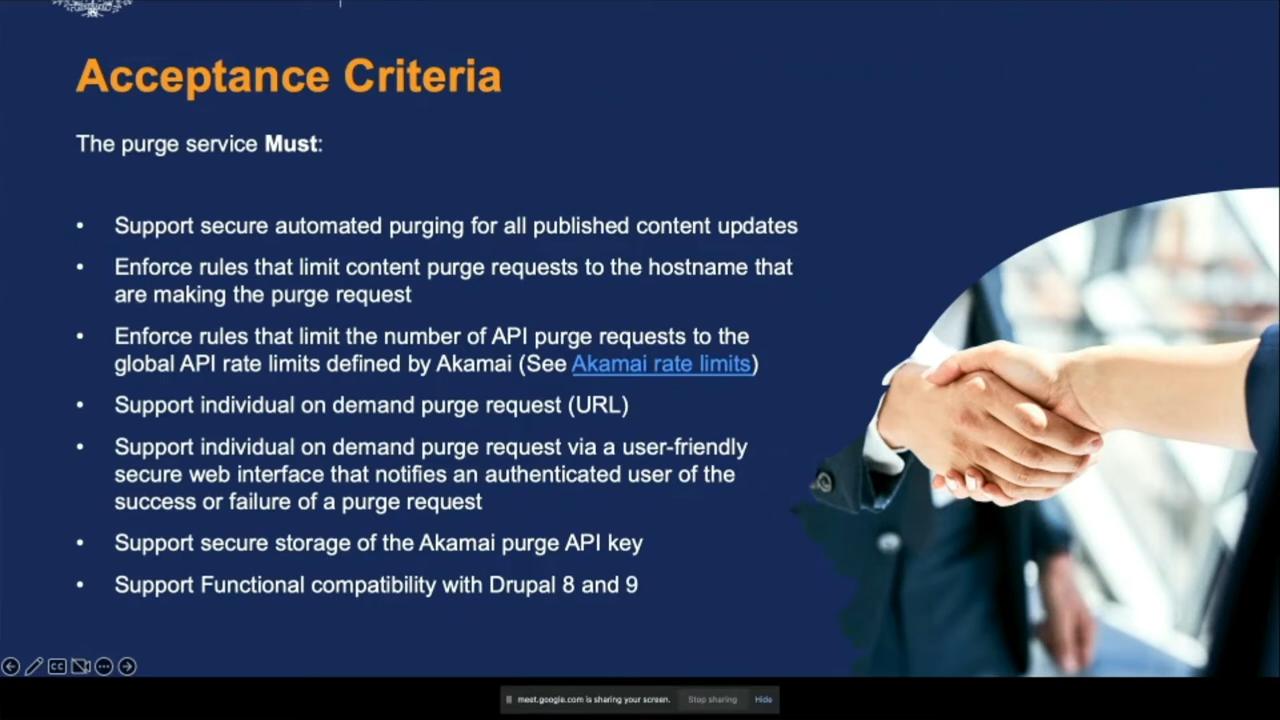 Acceptance Criteria
The purge service Must:
• Support secure automated purging for all published content updates
• Enforce rules that limit content purge requests to the hostname that
are making the purge request
• Enforce rules that limit the number of API purge requests to the
global API rate limits defined by Akamai (See Akamai rate limits)
• Support individual on demand purge request (URL)
• Support individual on demand purge request via a user-friendly
secure web interface that notifies an authenticated user of the
success or failure of a purge request
• Support secure storage of the Akamai purge API key
• Support Functional compatibility with Drupal 8 and 9
CC
meet.google.com is sharing your screen. Stop sharing Hide